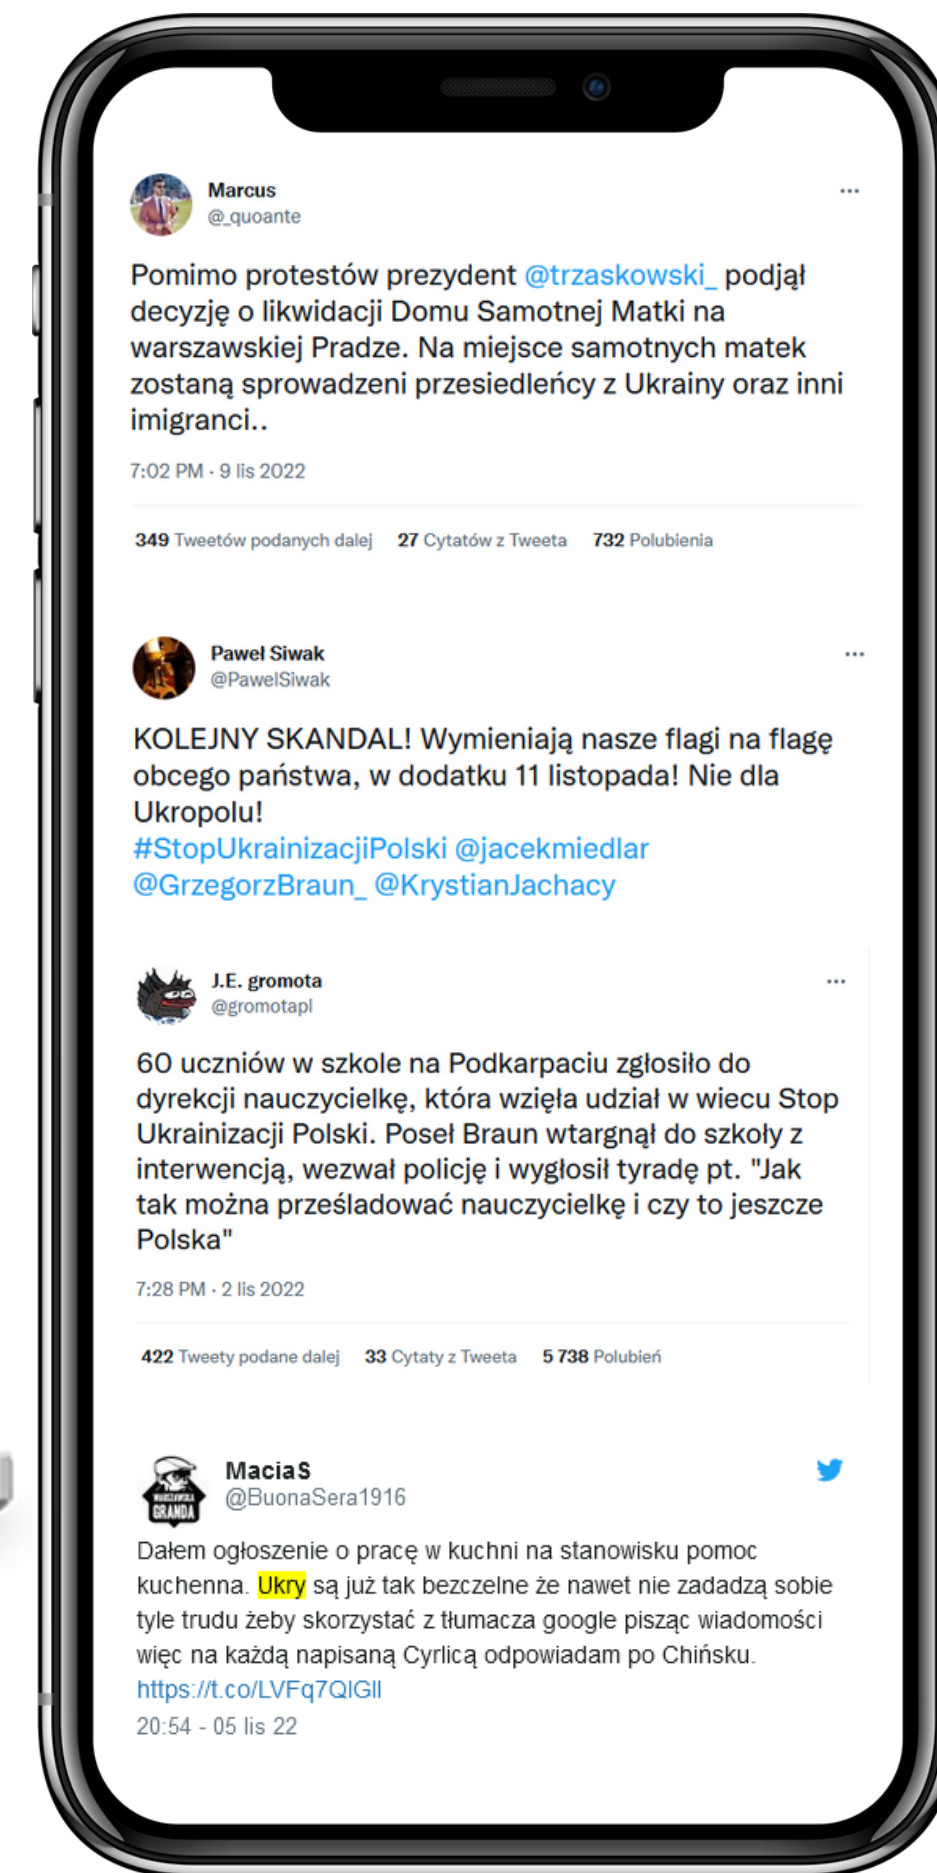 Marcus
@_quoante
Pomimo protestów prezydent @trzaskowski_ podjął
decyzję o likwidacji Domu Samotnej Matki na
warszawskiej Pradze. Na miejsce samotnych matek
zostaną sprowadzeni przesiedleńcy z Ukrainy oraz inni
imigranci..
7:02 PM · 9 lis 2022
349 Tweetów podanych dalej 27 Cytatów z Tweeta 732 Polubienia
Paweł Siwak
@PawelSiwak
KOLEJNY SKANDAL! Wymieniają nasze flagi na flagę
obcego państwa, w dodatku 11 listopada! Nie dla
Ukropolu!
#StopUkrainizacjiPolski @jacekmiedlar
@GrzegorzBraun_ @KrystianJachacy
J.E. gromota
@gromotapl
60 uczniów w szkole na Podkarpaciu zgłosiło do
dyrekcji nauczycielkę, która wzięła udział w wiecu Stop
Ukrainizacji Polski. Poseł Braun wtargnął do szkoły z
interwencją, wezwał policję i wygłosił tyradę pt. "Jak
tak można prześladować nauczycielkę i czy to jeszcze
Polska"
7:28 PM · 2 lis 2022
422 Tweety podane dalej 33 Cytaty z Tweeta 5 738 Polubień
MaciaS
@BuonaSera1916
WARSZAWSKA
GRANDA
Dałem ogłoszenie o pracę w kuchni na stanowisku pomoc
kuchenna. Ukry są już tak bezczelne że nawet nie zadadzą sobie
tyle trudu żeby skorzystać z tłumacza google pisząc wiadomości
więc na każdą napisaną Cyrlicą odpowiadam po Chińsku.
https://t.co/LVFq7QlGll
20:54 - 05 lis 22